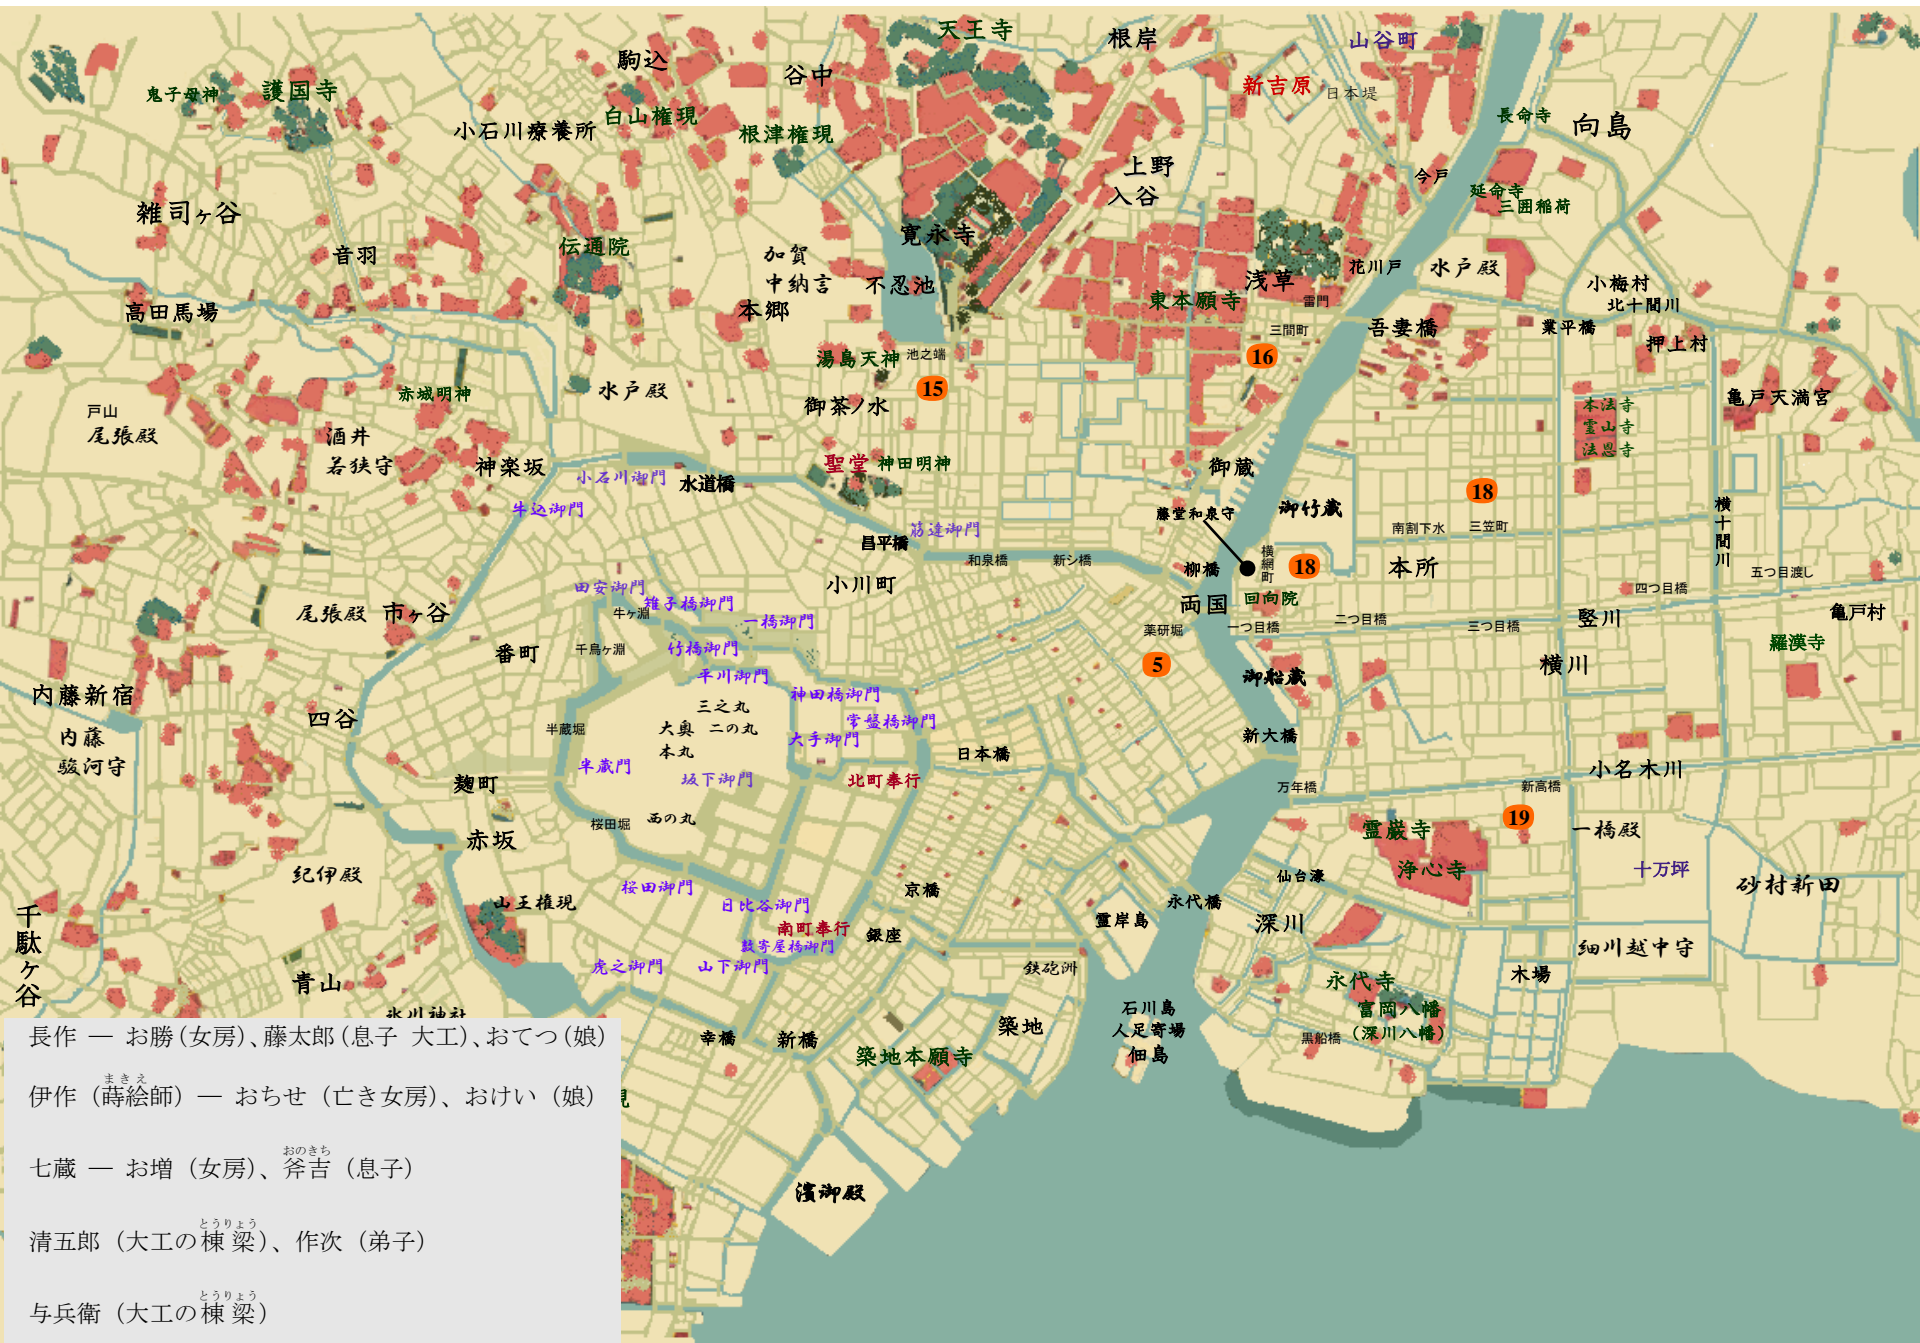 天王寺
根岸
山谷町
駒込
谷中
新吉原
日本堤
鬼子母神
護国寺
白山権現
小石川療養所
根津権現
長命寺
向島
上野
入谷
今戸
延命寺
三囲稲荷
雑司ヶ谷
音羽
伝通院
加賀
中納言
寛永寺
不忍池
浅草
花川戸
水戸殿
小梅村
北十間川
高田馬場
本郷
東本願寺
雷門
三間町
吾妻橋
業平橋
押上村
湯島天神
池之端
16
15
赤城明神
水戸殿
御茶ノ水
本法寺
霊山寺
法恩寺
亀戸天満宮
戸山
尾張殿
酒井
若狭守
神楽坂
小石川御門
水道橋
聖堂
神田明神
御蔵
牛込御門
筋違御門
昌平橋
藤堂和泉守
御竹蔵
18
南割下水
三笠町
横十間川
和泉橋
新シ橋
柳橋
横網町
18
本所
小川町
両国
回向院
五つ目渡し
四つ目橋
田安御門
雉子橋御門
牛ヶ淵
一橋御門
尾張殿
市ヶ谷
薬研堀
一つ目橋
二つ目橋
三つ目橋
竪川
亀戸村
羅漢寺
番町
千鳥ヶ淵
竹橋御門
平川御門
5
御船蔵
横川
内藤新宿
四谷
神田橋御門
三之丸
大奥
二の丸
本丸
常盤橋御門
大手御門
半蔵堀
新大橋
日本橋
内藤
駿河守
半蔵門
坂下御門
北町奉行
麹町
万年橋
新高橋
小名木川
桜田堀
西の丸
19
一橋殿
霊巌寺
赤坂
浄心寺
十万坪
砂村新田
紀伊殿
桜田御門
日比谷御門
京橋
仙台濠
山王権現
永代橋
霊岸島
深川
南町奉行
銀座
数寄屋橋御門
細川越中守
千駄ヶ谷
虎之御門
山下御門
鉄砲洲
木場
青山
永代寺
富岡八幡
(深川八幡)
氷川神社
石川島
人足寄場
佃島
築地
幸橋
新橋
黒船橋
築地本願寺
現
濱御殿
長作 ― お勝(女房)、藤太郎(息子 大工)、おてつ(娘)
まきえ
伊作(蒔絵師)― おちせ(亡き女房)、おけい(娘)
おのきち
七蔵 ― お増(女房)、斧吉(息子)
とうりょう
清五郎(大工の棟梁)、作次(弟子)
とうりょう
与兵衛(大工の棟梁)